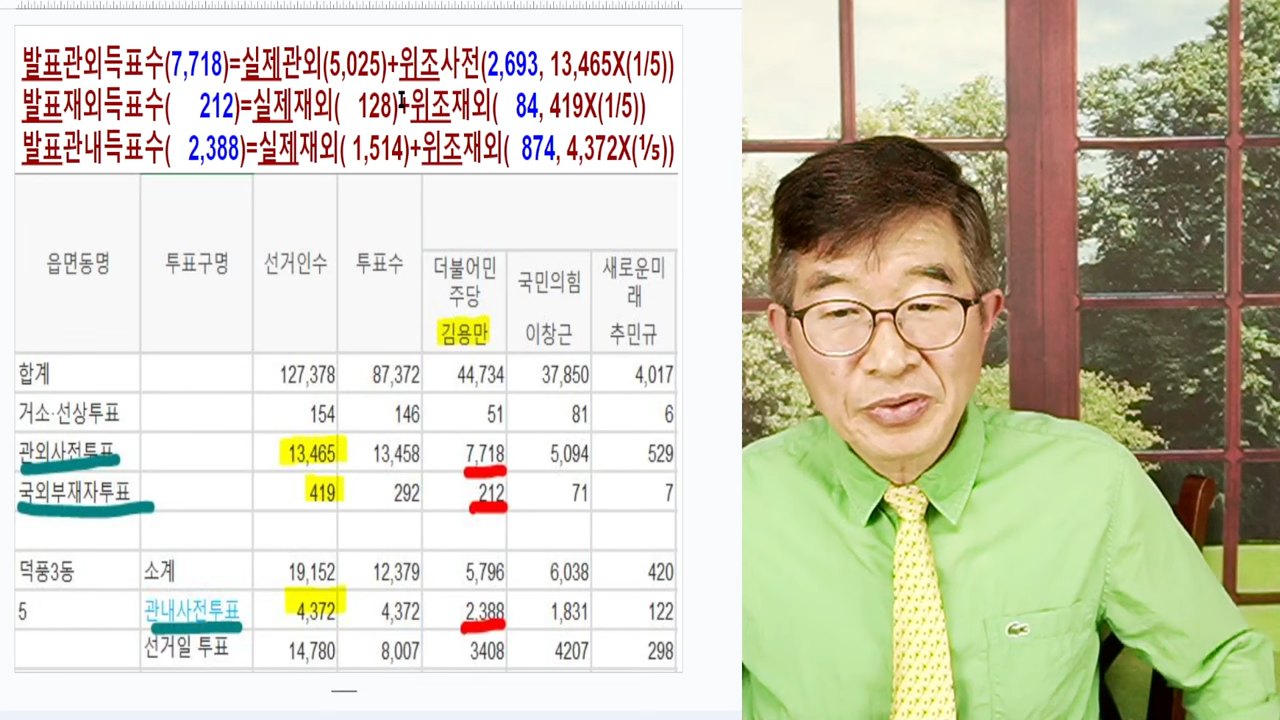 발표관외득표수(7,718)=실제관외(5,025)+위조사전(2,693, 13,465X(1/5))
발표재외득표수( 212)=실제재외( 128)+위조재외( 84, 419X(1/5))
발표관내득표수( 2,388)=실제재외( 1,514)+위조재외( 874, 4,372X(⅕))
읍면동명 투표구명 선거인수 투표수 더불어민주당 국민의힘 새로운미래
김용만 이창근 추민규
합계 127,378 87,372 44,734 37,850 4,017
거소·선상투표 154 146 51 81 6
관외사전투표 13,465 13,458 7,718 5,094 529
국외부재자투표 419 292 212 71 7
덕풍3동 소계 19,152 12,379 5,796 6,038 420
5 관내사전투표 4,372 4,372 2,388 1,831 122
선거일 투표 14,780 8,007 3408 4207 298